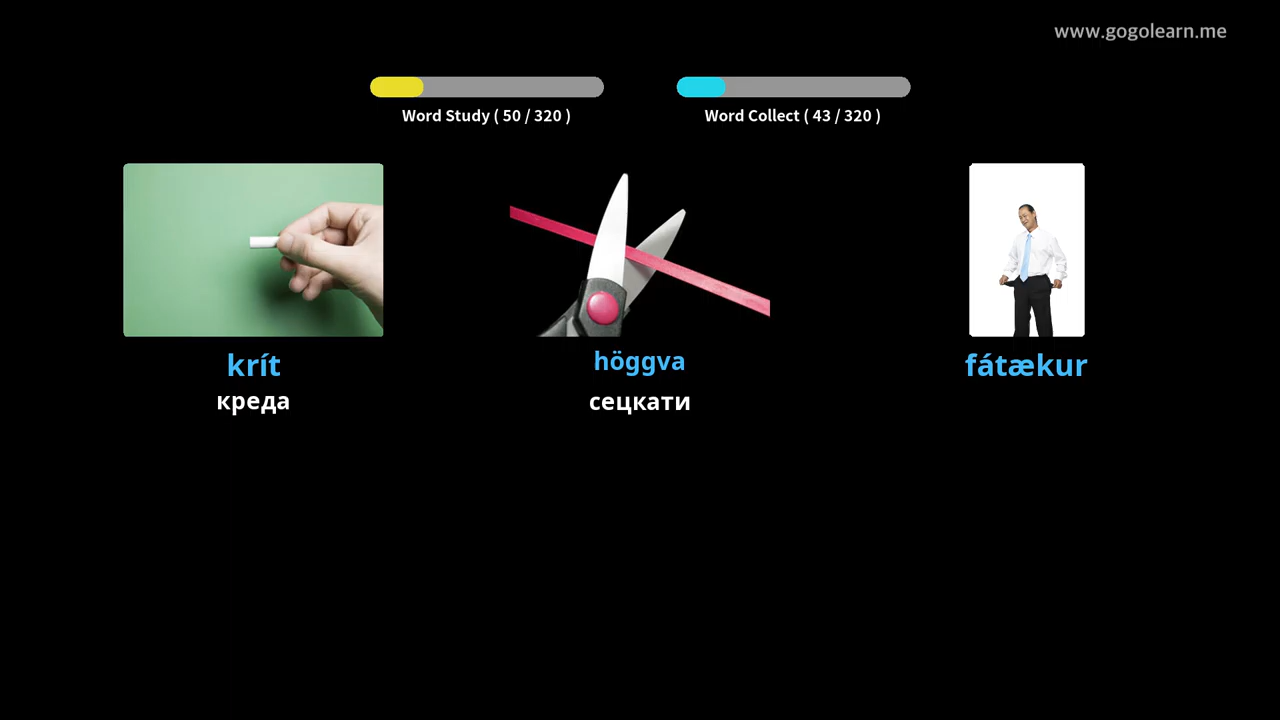 www.gogolearn.me
Word Study ( 50 / 320 )
Word Collect ( 43 / 320 )
krít
креда
höggva
сецкати
fátækur